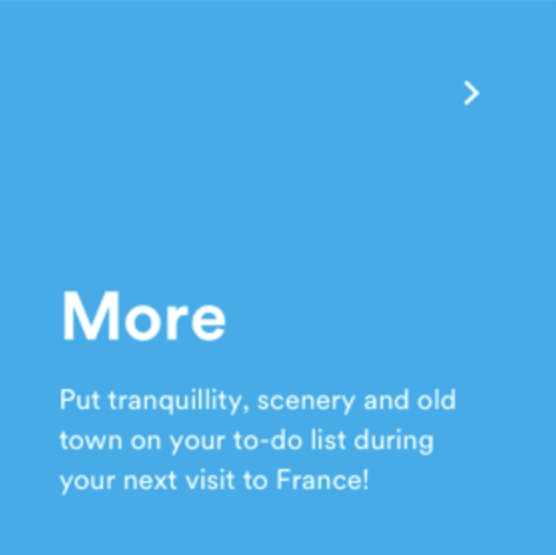 More
Put tranquillity, scenery and old
town on your to-do list during
your next visit to France!